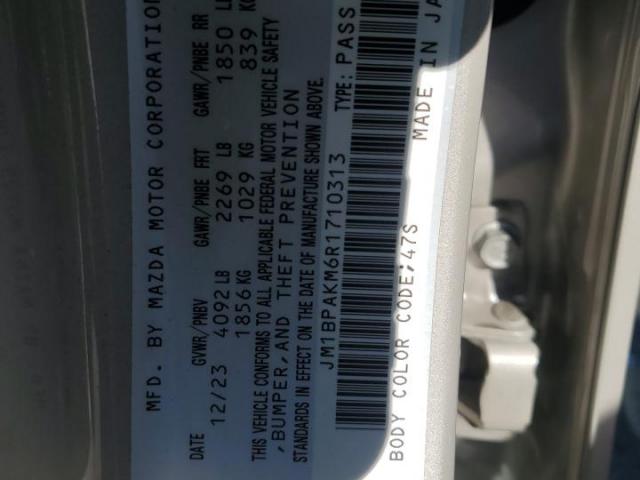 MFD. BY MAZDA MOTOR CORPORATION
DATE GVWR/PNBV GAWR/PNBE FRT GAWR/PNBE RR
12/23 4092 LB 2269 LB 1850 LB
1856 KG 1029 KG 839 KG
THIS VEHICLE CONFORMS TO ALL APPLICABLE FEDERAL MOTOR VEHICLE SAFETY
,BUMPER, AND THEFT PREVENTION
STANDARDS IN EFFECT ON THE DATE OF MANUFACTURE SHOWN ABOVE.
JM1BPAKM6R1710313 TYPE: PASS
BODY COLOR CODE;47S MADE IN JA